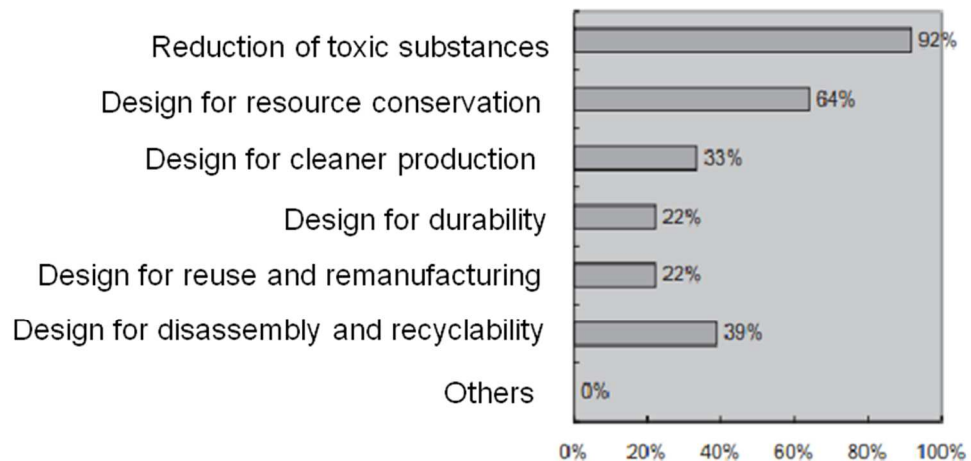 Reduction of toxic substances 92%
Design for resource conservation 64%
Design for cleaner production 33%
Design for durability 22%
Design for reuse and remanufacturing 22%
Design for disassembly and recyclability 39%
Others 0%
0% 20% 40% 60% 80% 100%